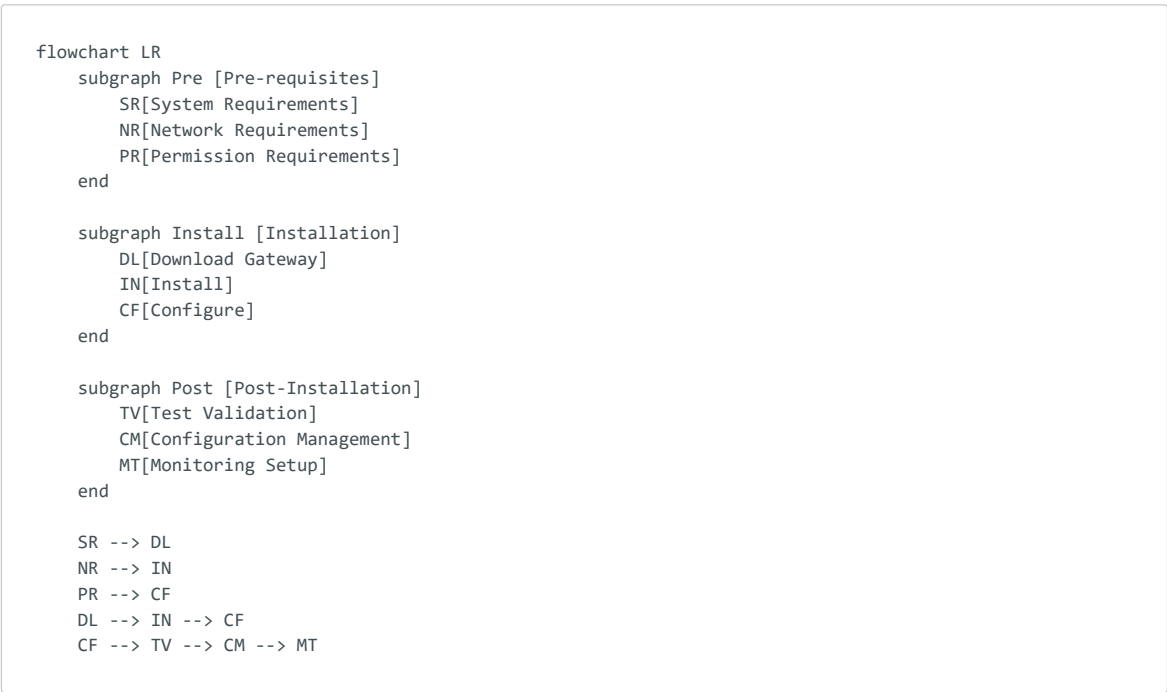 flowchart LR
    subgraph Pre [Pre-requisites]
        SR[System Requirements]
        NR[Network Requirements]
        PR[Permission Requirements]
    end

    subgraph Install [Installation]
        DL[Download Gateway]
        IN[Install]
        CF[Configure]
    end

    subgraph Post [Post-Installation]
        TV[Test Validation]
        CM[Configuration Management]
        MT[Monitoring Setup]
    end

    SR --> DL
    NR --> IN
    PR --> CF
    DL --> IN --> CF
    CF --> TV --> CM --> MT